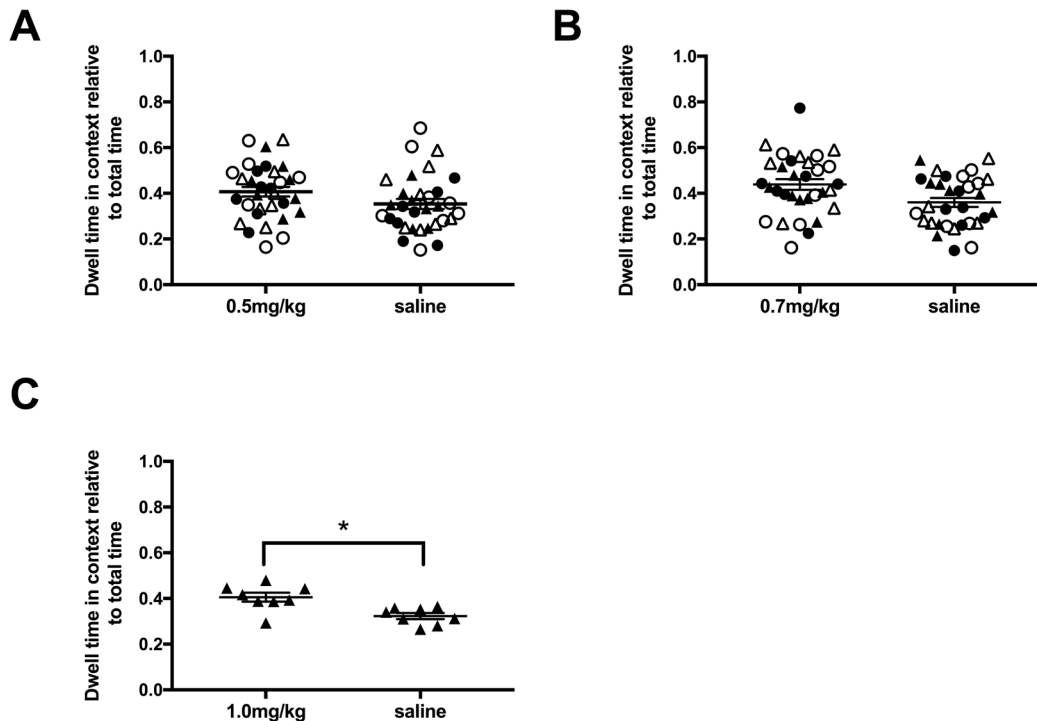 A
Dwell time in context relative
to total time
1.0
0.8
0.6
0.4
0.2
0.0
0.5mg/kg saline
B
Dwell time in context relative
to total time
1.0
0.8
0.6
0.4
0.2
0.0
0.7mg/kg saline
C
Dwell time in context relative
to total time
1.0
0.8
0.6
0.4
0.2
0.0
*
1.0mg/kg saline